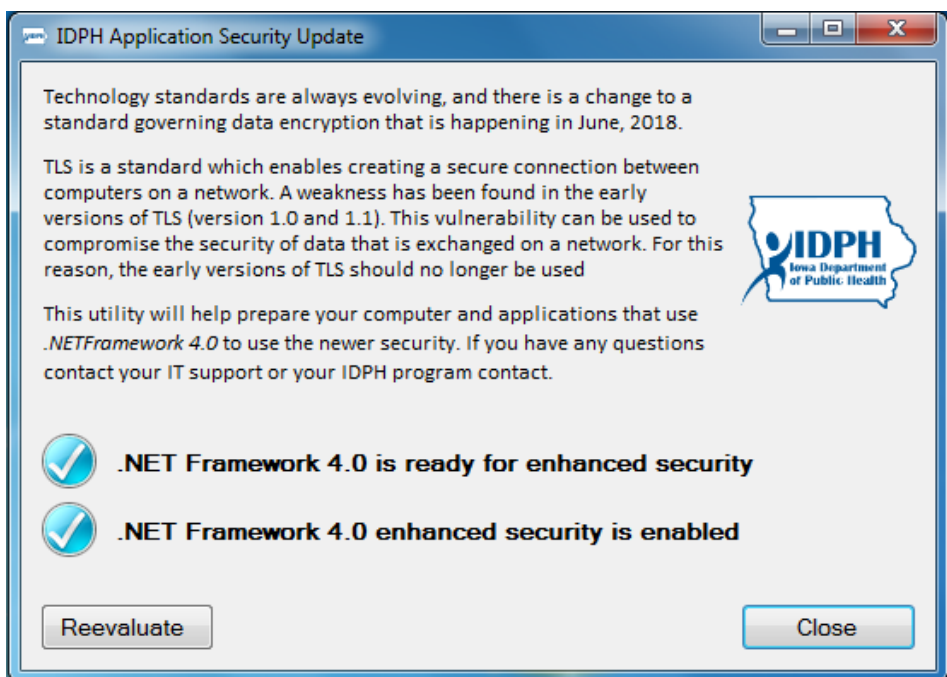 IDPH Application Security Update
Technology standards are always evolving, and there is a change to a
standard governing data encryption that is happening in June, 2018.
TLS is a standard which enables creating a secure connection between
computers on a network. A weakness has been found in the early
versions of TLS (version 1.0 and 1.1). This vulnerability can be used to
compromise the security of data that is exchanged on a network. For this
reason, the early versions of TLS should no longer be used
IDPH
Iowa Department
of Public Health
This utility will help prepare your computer and applications that use
.NETFramework 4.0 to use the newer security. If you have any questions
contact your IT support or your IDPH program contact.
.NET Framework 4.0 is ready for enhanced security
.NET Framework 4.0 enhanced security is enabled
Reevaluate
Close